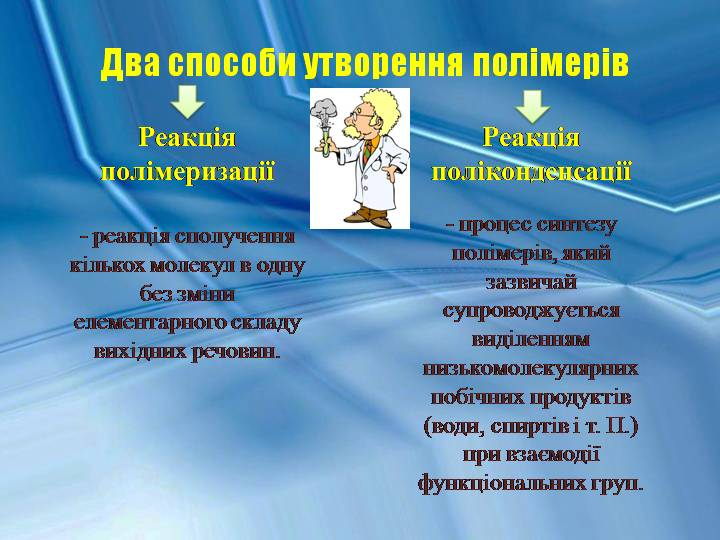 Два способи утворення полімерів
Реакція
полімеризації
- реакція сполучення
кількох молекул в одну
без зміни
елементарного складу
вихідних речовин.
Реакція
поліконденсації
- процес синтезу
полімерів, який
зазвичай
супроводжується
виділенням
низькомолекулярних
побічних продуктів
(води, спиртів і т. П.)
при взаємодії
функціональних груп.